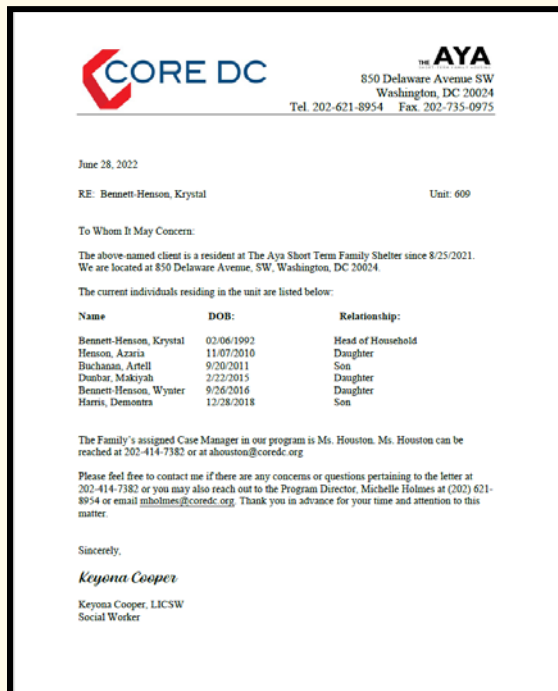 CORE DC
THE AYA
850 Delaware Avenue SW
Washington, DC 20024
Tel. 202-621-8954 Fax. 202-735-0975
June 28, 2022
RE: Bennett-Henson, Krystal Unit: 609
To Whom It May Concern:
The above-named client is a resident at The Aya Short Term Family Shelter since 8/25/2021.
We are located at 850 Delaware Avenue, SW, Washington, DC 20024.
The current individuals residing in the unit are listed below:
Name DOB: Relationship:
Bennett-Henson, Krystal 02/06/1992 Head of Household
Henson, Azaria 11/07/2010 Daughter
Buchanan, Artell 9/20/2011 Son
Dunbar, Makiyah 2/22/2015 Daughter
Bennett-Henson, Wynter 9/26/2016 Daughter
Harris, Demontra 12/28/2018 Son
The Family's assigned Case Manager in our program is Ms. Houston. Ms. Houston can be
reached at 202-414-7382 or at ahouston@coredc.org
Please feel free to contact me if there are any concerns or questions pertaining to the letter at
202-414-7382 or you may also reach out to the Program Director, Michelle Holmes at (202) 621-
8954 or email mholmes@coredc.org. Thank you in advance for your time and attention to this
matter.
Sincerely,
Keyona Cooper
Keyona Cooper, LICSW
Social Worker